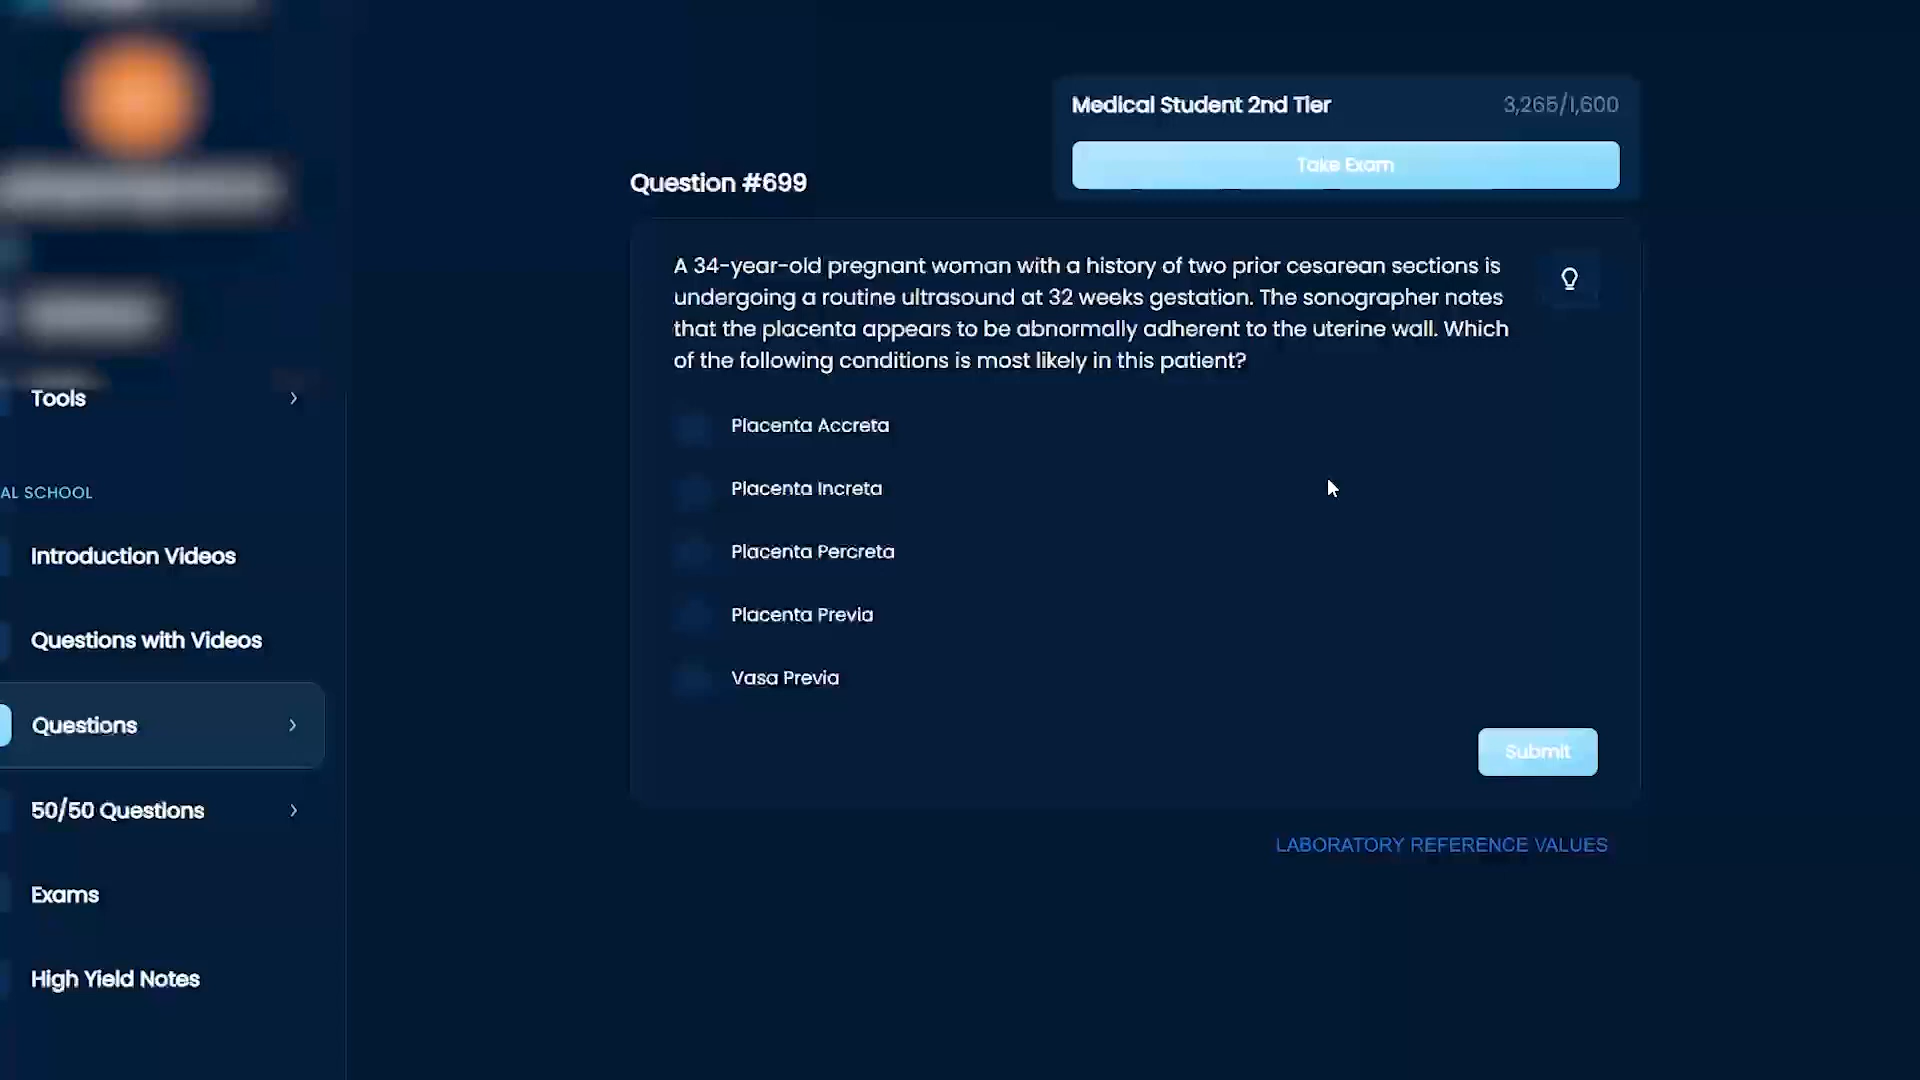 Medical Student 2nd Tier 3,265/1,600
Take Exam
Question #699
A 34-year-old pregnant woman with a history of two prior cesarean sections is
undergoing a routine ultrasound at 32 weeks gestation. The sonographer notes
that the placenta appears to be abnormally adherent to the uterine wall. Which
of the following conditions is most likely in this patient?
Placenta Accreta
Placenta Increta
Placenta Percreta
Placenta Previa
Vasa Previa
Submit
LABORATORY REFERENCE VALUES
Tools
AL SCHOOL
Introduction Videos
Questions with Videos
Questions
50/50 Questions
Exams
High Yield Notes